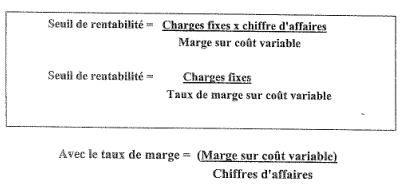 Seuil de rentabilité = Charges fixes x chiffre d'affaires
Marge sur coût variable
Seuil de rentabilité = Charges fixes
Taux de marge sur coût variable
Avec le taux de marge = (Marge sur coût variable)
Chiffres d'affaires